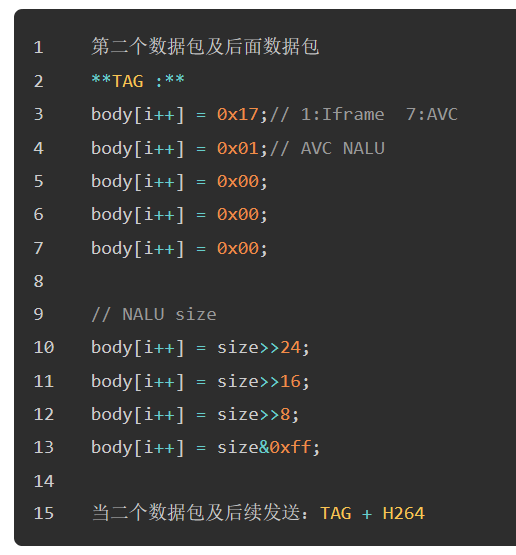 1 第二个数据包及后面数据包
2 **TAG :**
3 body[i++] = 0x17;// 1:Iframe  7:AVC
4 body[i++] = 0x01;// AVC NALU
5 body[i++] = 0x00;
6 body[i++] = 0x00;
7 body[i++] = 0x00;
8
9 // NALU size
10 body[i++] = size>>24;
11 body[i++] = size>>16;
12 body[i++] = size>>8;
13 body[i++] = size&0xff;
14
15 当二个数据包及后续发送：TAG + H264